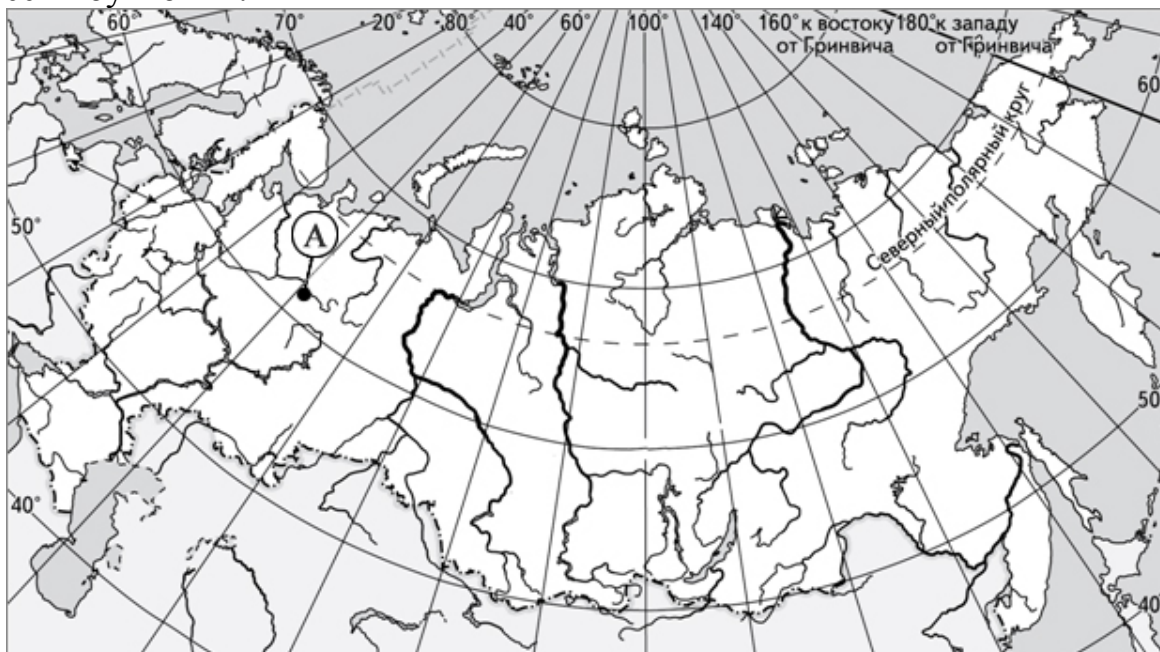 60° 70° 20° 80° 40° 60° 100° 140° 160° к востоку 180° к западу
от Гринвича от Гринвича
60°
Северный полярный круг
А
50°
50°
40°
40°